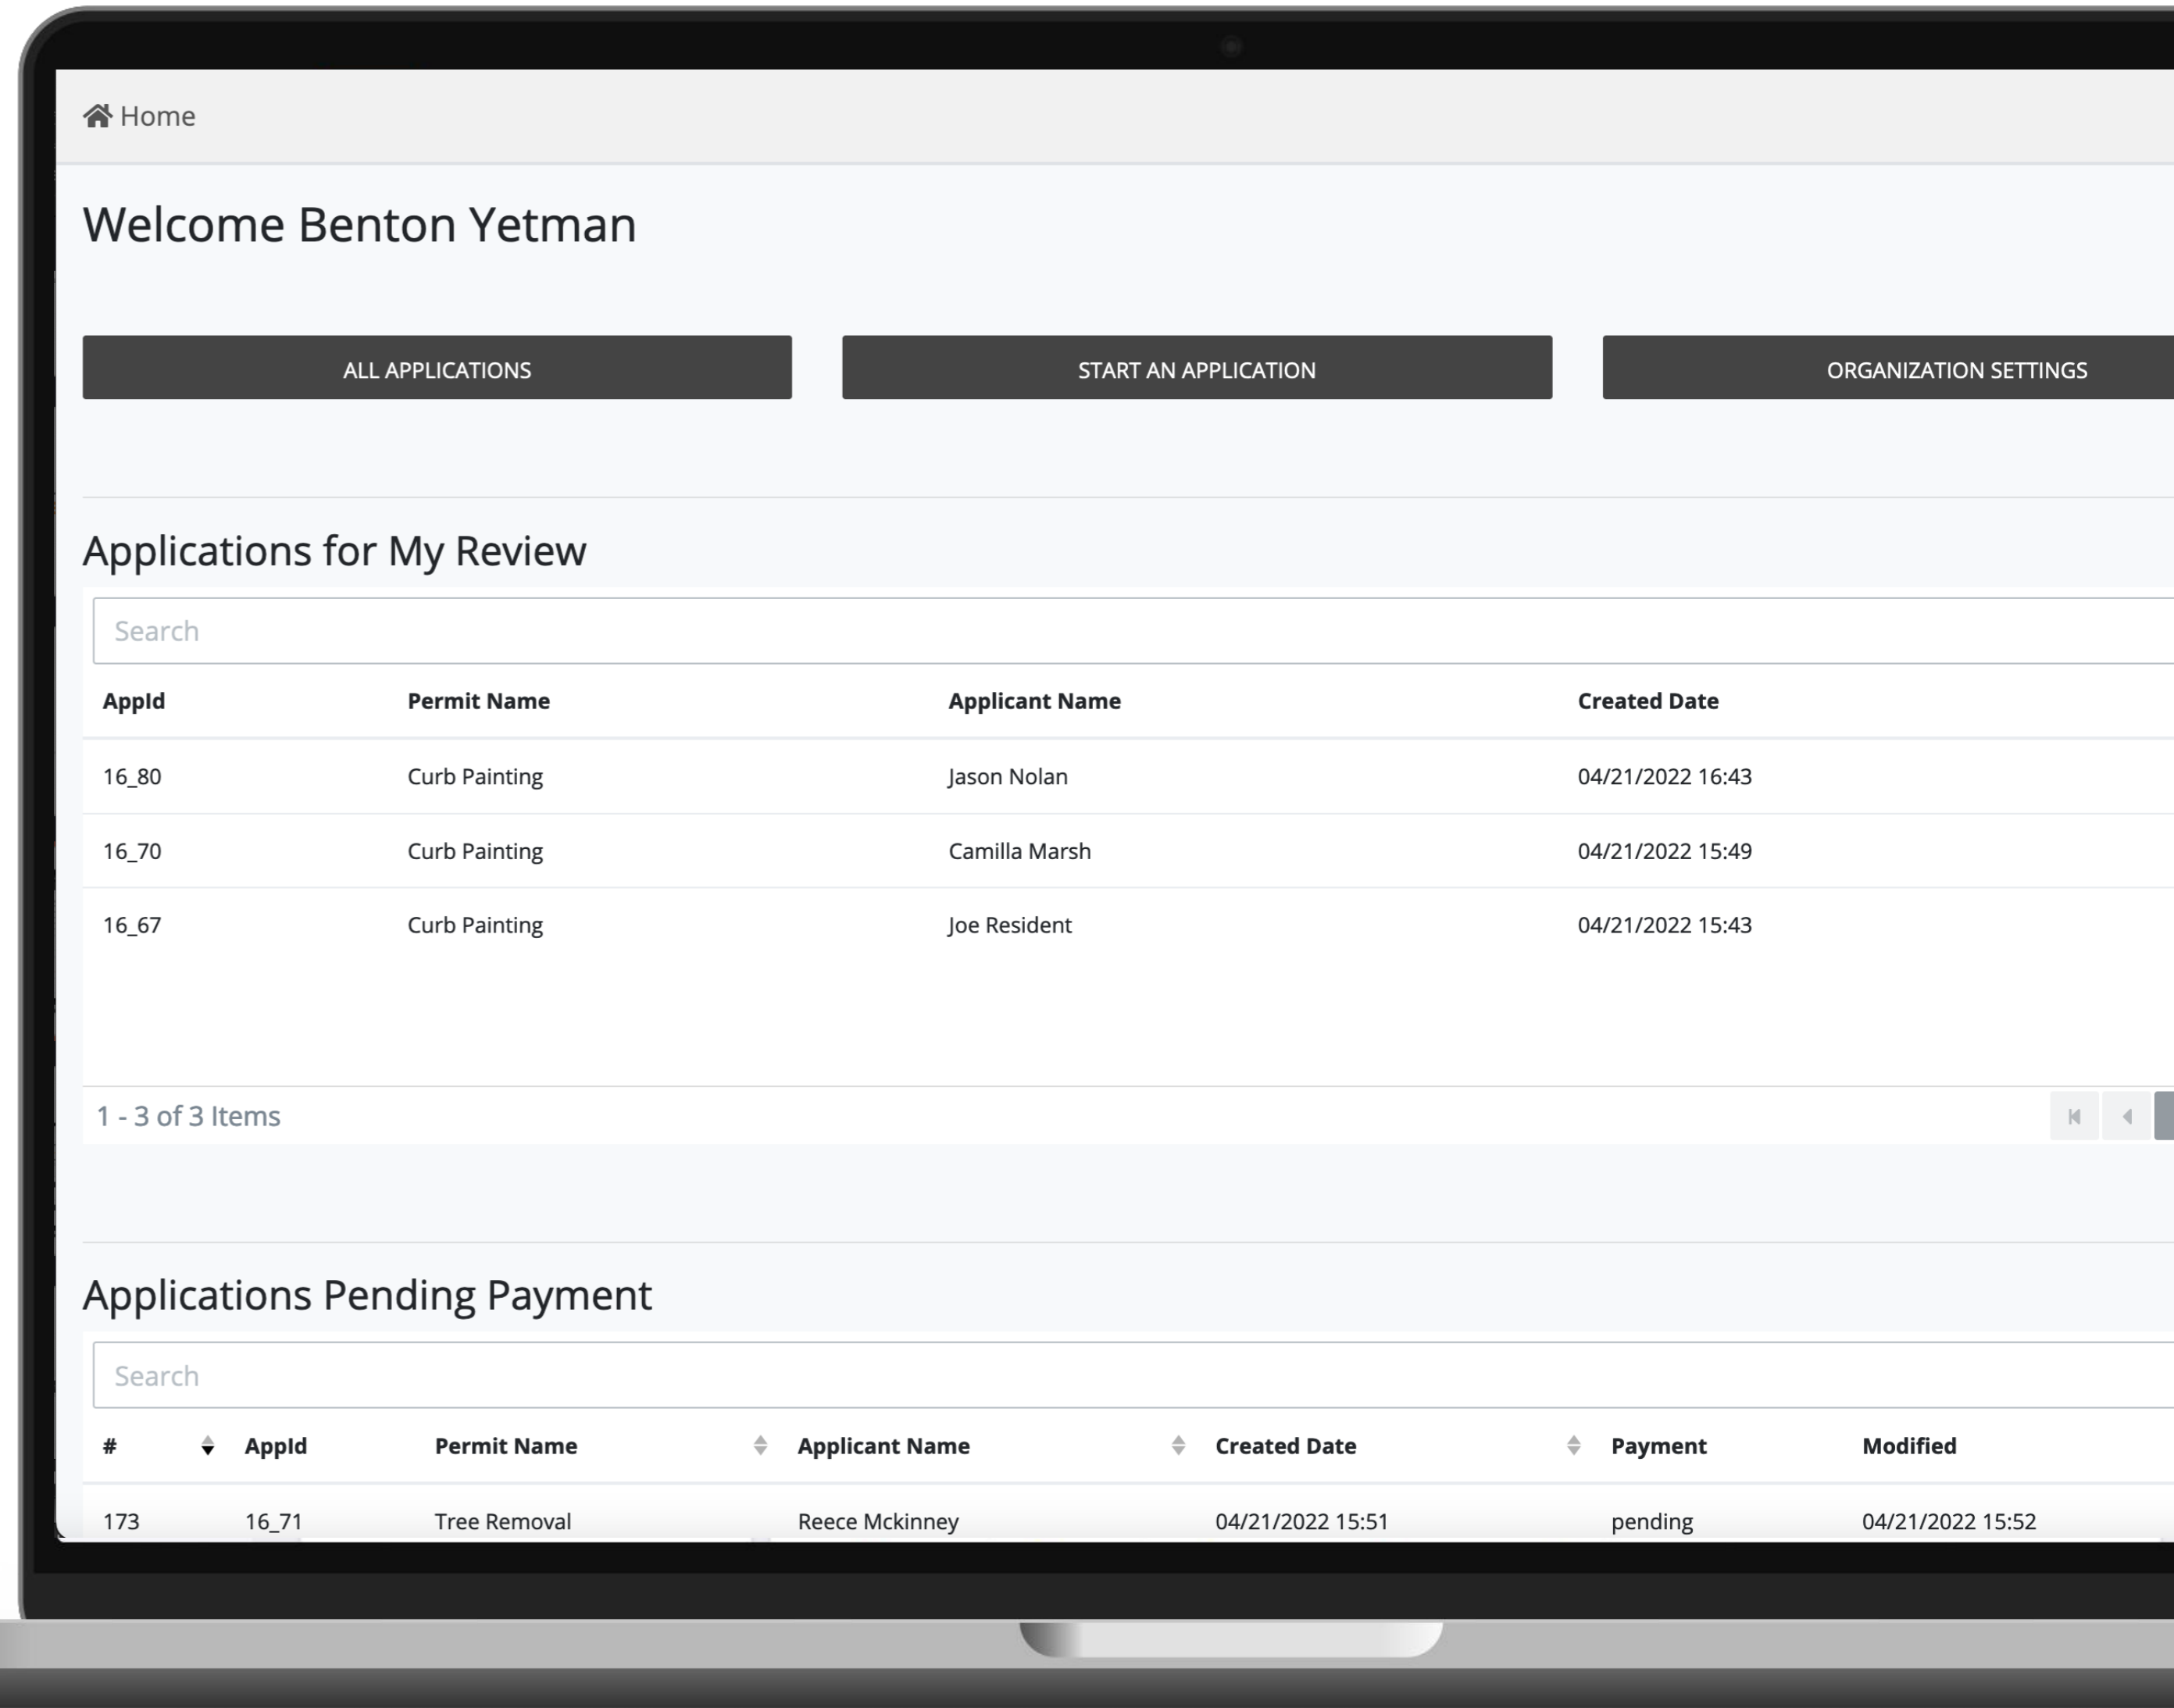 Home
Welcome Benton Yetman
ALL APPLICATIONS START AN APPLICATION ORGANIZATION SETTINGS
Applications for My Review
Search
AppId Permit Name Applicant Name Created Date
16_80 Curb Painting Jason Nolan 04/21/2022 16:43
16_70 Curb Painting Camilla Marsh 04/21/2022 15:49
16_67 Curb Painting Joe Resident 04/21/2022 15:43
1 - 3 of 3 Items
Applications Pending Payment
Search
# AppId Permit Name Applicant Name Created Date Payment Modified
173 16_71 Tree Removal Reece Mckinney 04/21/2022 15:51 pending 04/21/2022 15:52